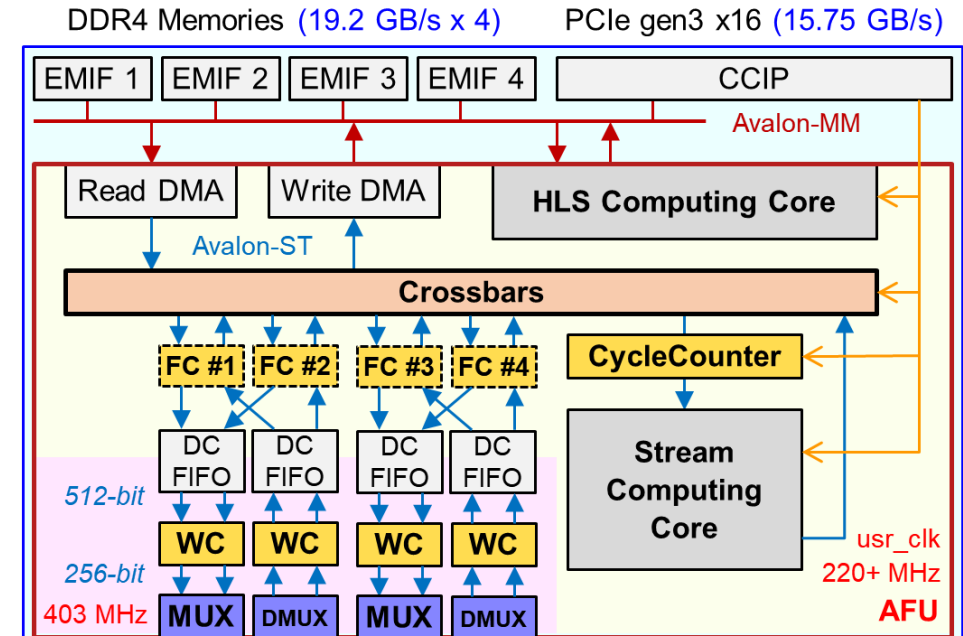 DDR4 Memories (19.2 GB/s x 4) PCIe gen3 x16 (15.75 GB/s)
EMIF 1 EMIF 2 EMIF 3 EMIF 4 CCIP
Avalon-MM
Read DMA Write DMA HLS Computing Core
Avalon-ST
Crossbars
FC #1 FC #2 FC #3 FC #4 CycleCounter
DC FIFO DC FIFO DC FIFO DC FIFO
Stream
Computing
Core
512-bit
WC WC WC WC
usr_clk
256-bit 220+ MHz
403 MHz MUX DMUX MUX DMUX AFU